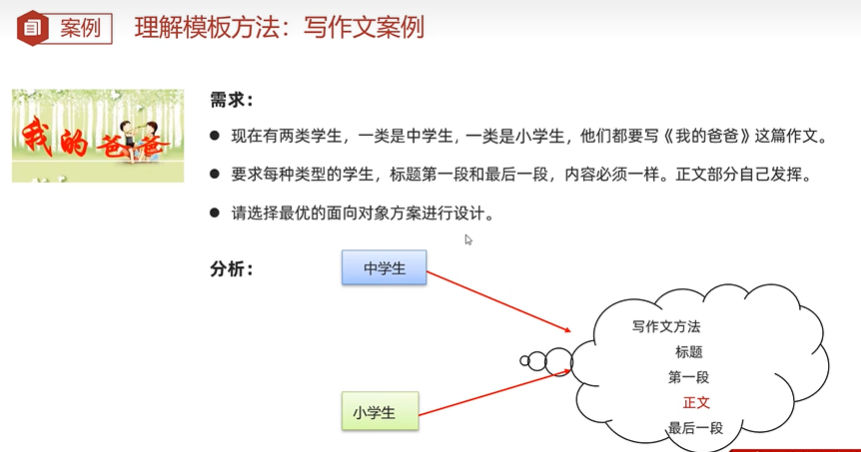 案例
理解模板方法：写作文案例
我的爸爸
需求：
现在有两类学生，一类是中学生，一类是小学生，他们都要写《我的爸爸》这篇作文。
要求每种类型的学生，标题第一段和最后一段，内容必须一样。正文部分自己发挥。
请选择最优的面向对象方案进行设计。
分析：
中学生
写作文方法
标题
第一段
正文
小学生
最后一段